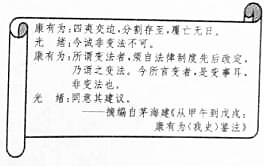 康有为：四夷交迫，分割荐至，覆亡无日。
光　绪：今诚非变法不可。
康有为：所谓变法者，须自法律制度先后改定，
乃谓之变法。今所言变者，是变事耳，
非变法也。
光　绪：同意其建议。
——摘编自茅海建《从甲午到戊戌：
康有为〈我史〉鉴注》